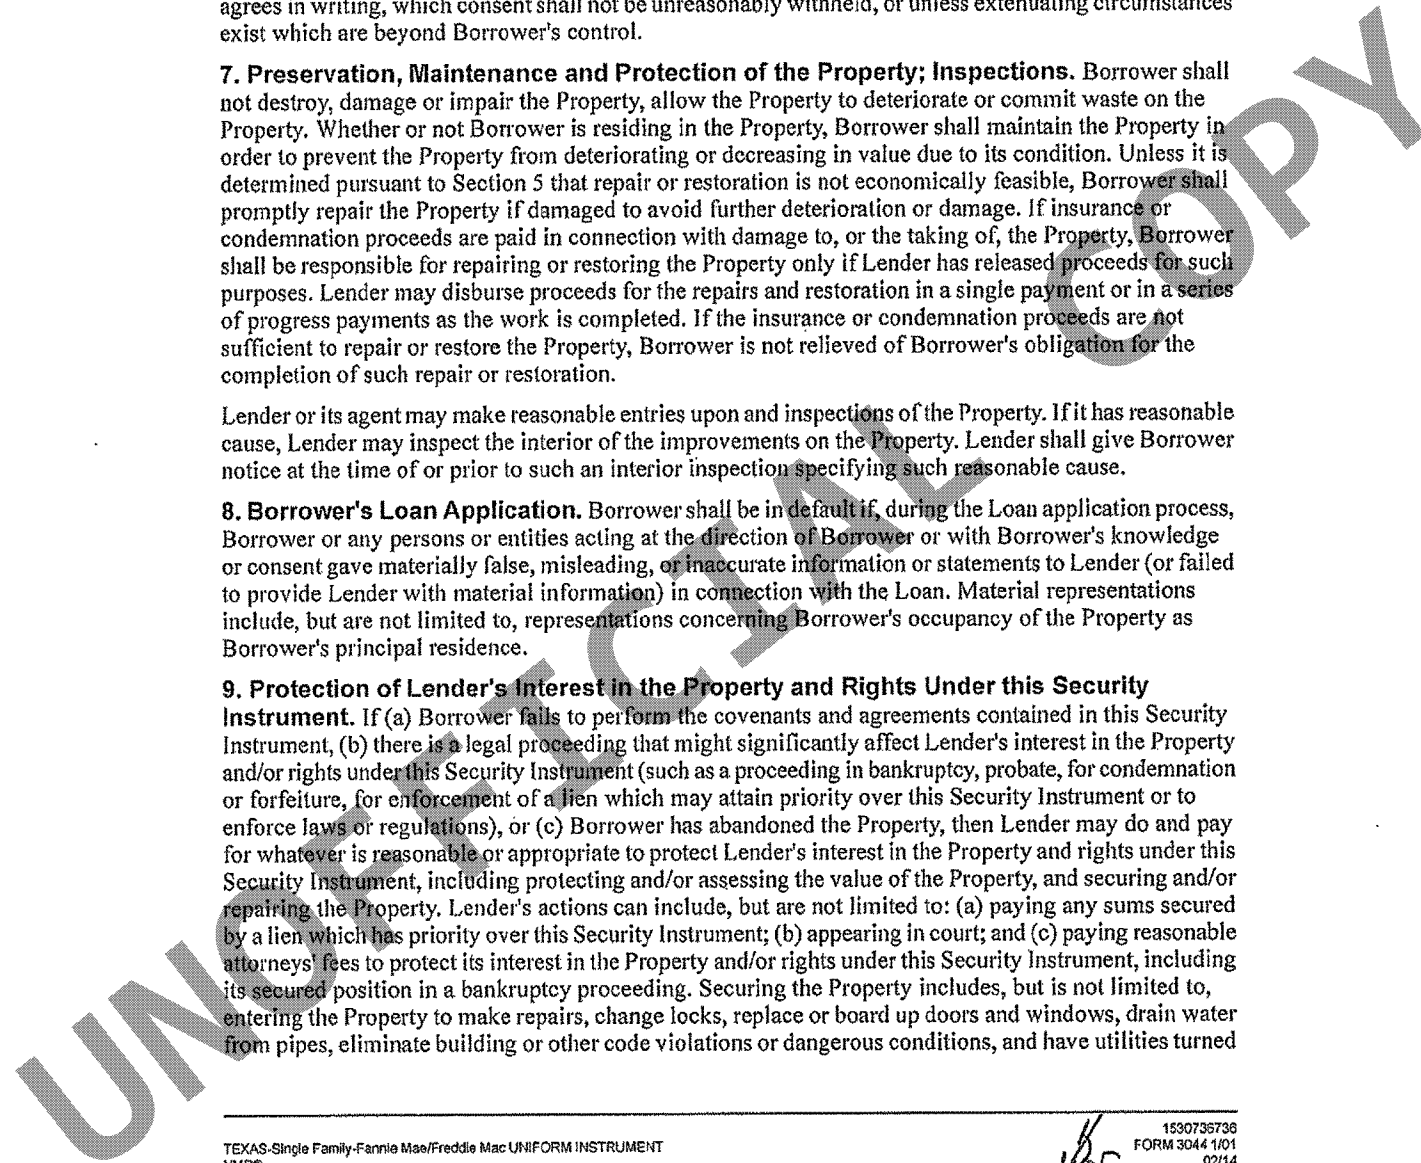 agrees in writing, which consent shall not be unreasonably withheld, or unless extenuating circumstances
exist which are beyond Borrower's control.
7. Preservation, Maintenance and Protection of the Property; Inspections. Borrower shall
not destroy, damage or impair the Property, allow the Property to deteriorate or commit waste on the
Property. Whether or not Borrower is residing in the Property, Borrower shall maintain the Property in
order to prevent the Property from deteriorating or decreasing in value due to its condition. Unless it is
determined pursuant to Section 5 that repair or restoration is not economically feasible, Borrower shall
promptly repair the Property if damaged to avoid further deterioration or damage. If insurance or
condemnation proceeds are paid in connection with damage to, or the taking of, the Property, Borrower
shall be responsible for repairing or restoring the Property only if Lender has released proceeds for such
purposes. Lender may disburse proceeds for the repairs and restoration in a single payment or in a series
of progress payments as the work is completed. If the insurance or condemnation proceeds are not
sufficient to repair or restore the Property, Borrower is not relieved of Borrower's obligation for the
completion of such repair or restoration.
Lender or its agent may make reasonable entries upon and inspections of the Property. If it has reasonable
cause, Lender may inspect the interior of the improvements on the Property. Lender shall give Borrower
notice at the time of or prior to such an interior inspection specifying such reasonable cause.
8. Borrower's Loan Application. Borrower shall be in default if, during the Loan application process,
Borrower or any persons or entities acting at the direction of Borrower or with Borrower's knowledge
or consent gave materially false, misleading, or inaccurate information or statements to Lender (or failed
to provide Lender with material information) in connection with the Loan. Material representations
include, but are not limited to, representations concerning Borrower's occupancy of the Property as
Borrower's principal residence.
9. Protection of Lender's Interest in the Property and Rights Under this Security
Instrument. If (a) Borrower fails to perform the covenants and agreements contained in this Security
Instrument, (b) there is a legal proceeding that might significantly affect Lender's interest in the Property
and/or rights under this Security Instrument (such as a proceeding in bankruptcy, probate, for condemnation
or forfeiture, for enforcement of a lien which may attain priority over this Security Instrument or to
enforce laws or regulations), or (c) Borrower has abandoned the Property, then Lender may do and pay
for whatever is reasonable or appropriate to protect Lender's interest in the Property and rights under this
Security Instrument, including protecting and/or assessing the value of the Property, and securing and/or
repairing the Property. Lender's actions can include, but are not limited to: (a) paying any sums secured
by a lien which has priority over this Security Instrument; (b) appearing in court; and (c) paying reasonable
attorneys' fees to protect its interest in the Property and/or rights under this Security Instrument, including
its secured position in a bankruptcy proceeding. Securing the Property includes, but is not limited to,
entering the Property to make repairs, change locks, replace or board up doors and windows, drain water
from pipes, eliminate building or other code violations or dangerous conditions, and have utilities turned
TEXAS-Single Family-Fannie Mae/Freddie Mac UNIFORM INSTRUMENT
1530736736
FORM 3044 1/01
02/14
UNOFFICIAL COPY